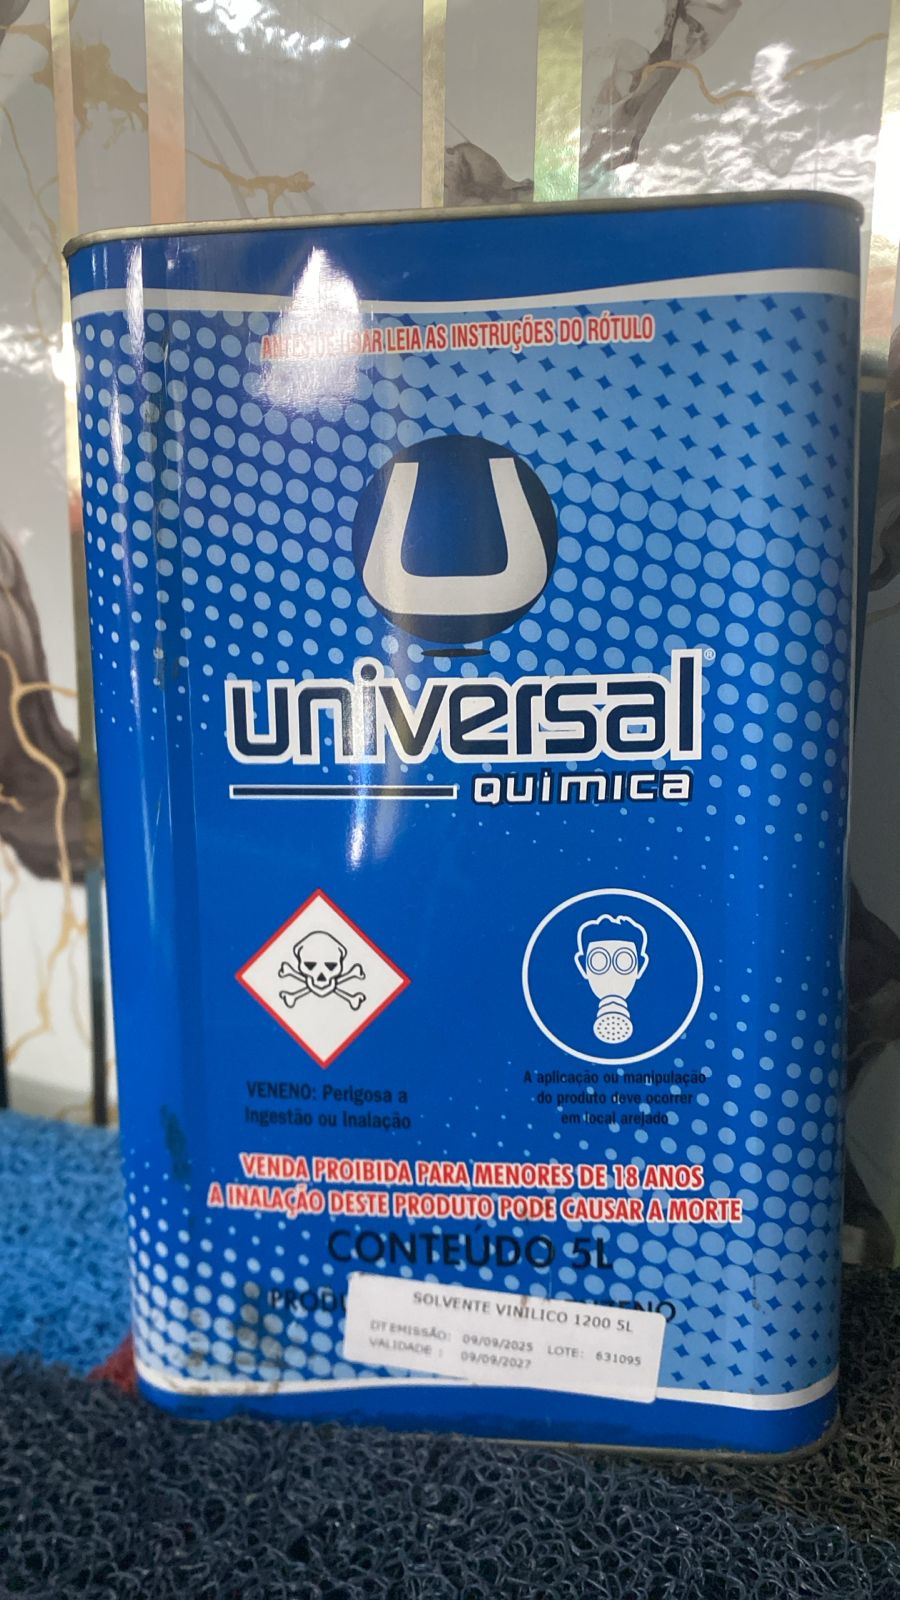 ANTES DE USAR LEIA AS INSTRUÇÕES DO RÓTULO
U
universal®
QUIMICA
VENENO: Perigosa a
Ingestão ou Inalação
A aplicação ou manipulação
do produto deve ocorrer
em local arejado
VENDA PROIBIDA PARA MENORES DE 18 ANOS
A INALAÇÃO DESTE PRODUTO PODE CAUSAR A MORTE
CONTEÚDO 5L
SOLVENTE VINILICO 1200 5L
DT EMISSÃO: 09/09/2025 LOTE: 631095
VALIDADE : 09/09/2027